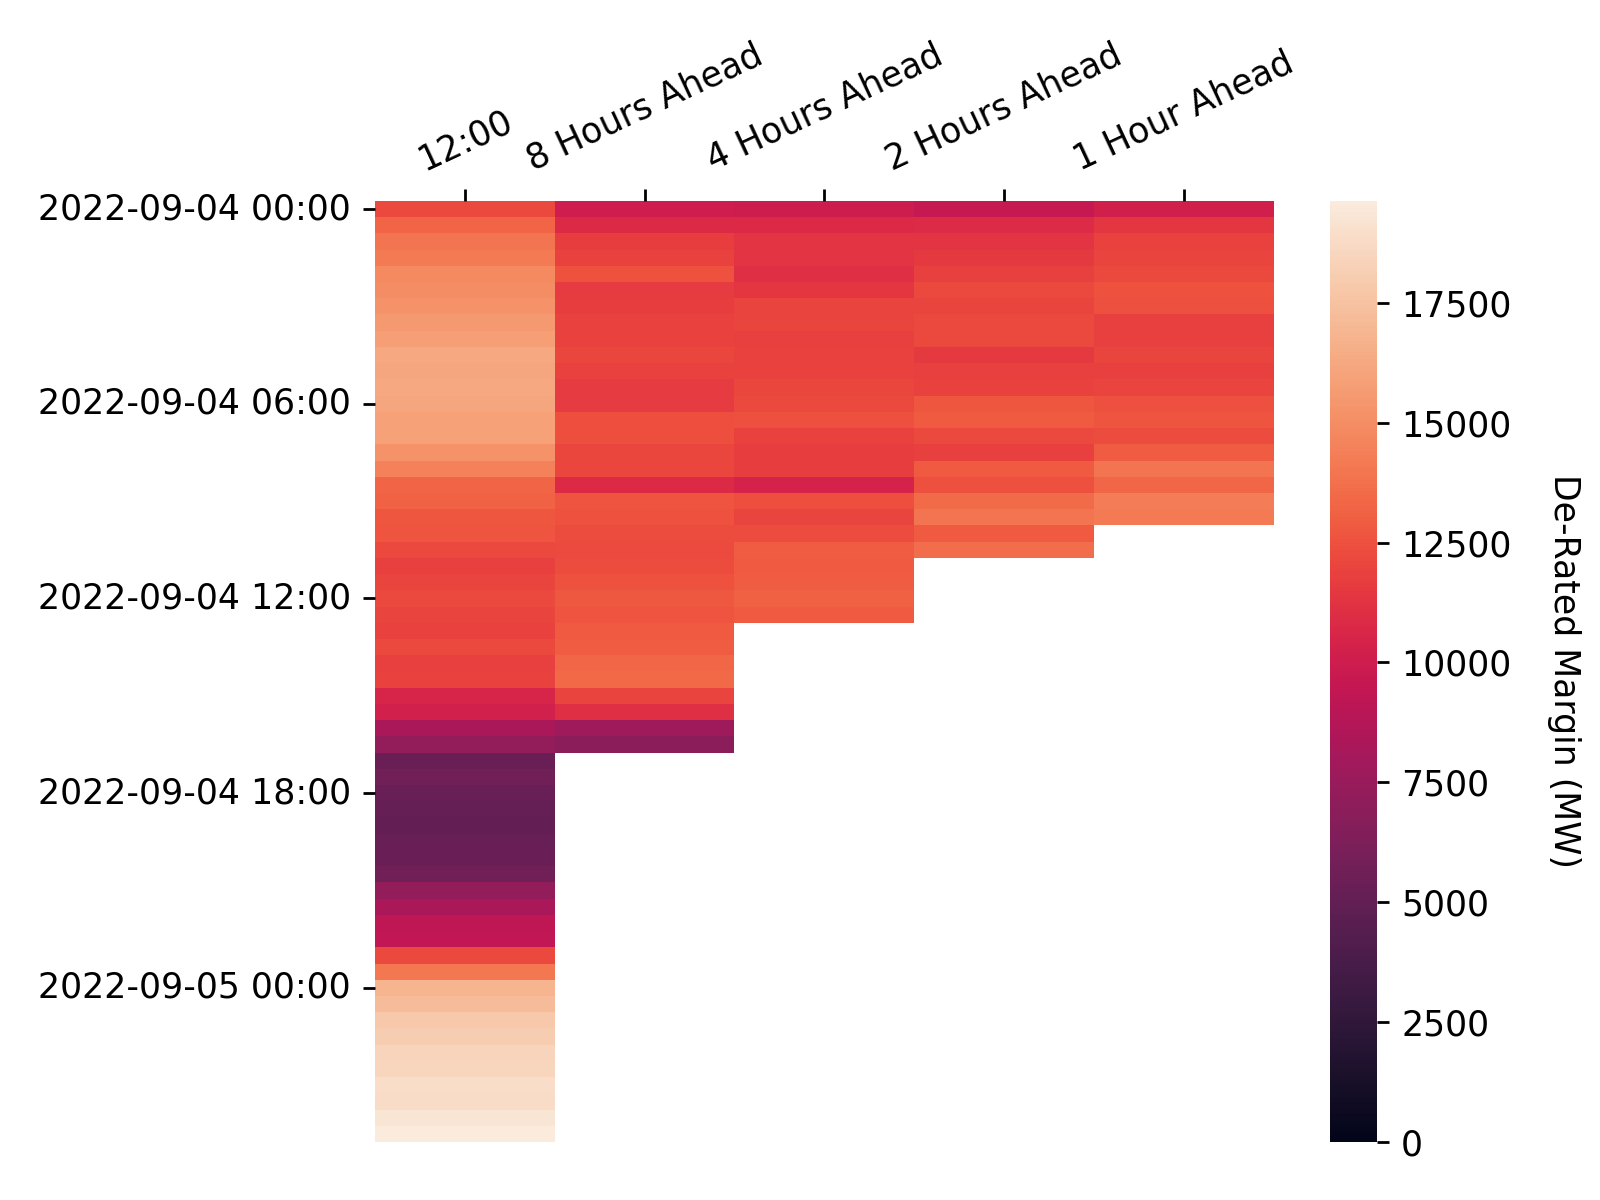 12:00
8 Hours Ahead
4 Hours Ahead
2 Hours Ahead
1 Hour Ahead
2022-09-04 00:00
2022-09-04 06:00
2022-09-04 12:00
2022-09-04 18:00
2022-09-05 00:00
17500
15000
12500
10000
7500
5000
2500
0
De-Rated Margin (MW)